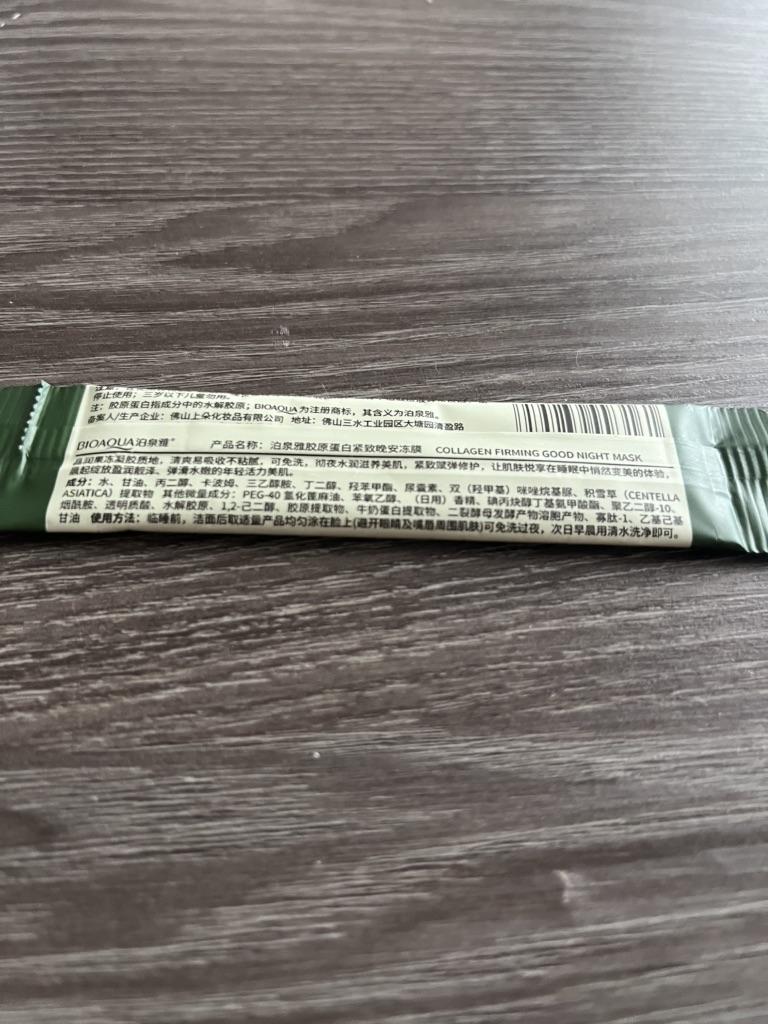 停止使用；三岁以下儿童勿用。
注：胶原蛋白指成分中的水解胶原；BIOAQUA为注册商标，其含义为泊泉雅。
备案人/生产企业：佛山上朵化妆品有限公司 地址：佛山三水工业园区大塘园清盈路
BIOAQUA泊泉雅® 产品名称：泊泉雅胶原蛋白紧致晚安冻膜 COLLAGEN FIRMING GOOD NIGHT MASK
温润果冻凝胶质地，清爽易吸收不粘腻，可免洗，彻夜水润滋养美肌，紧致赋弹修护，让肌肤悦享在睡眠中悄然变美的体验，
晨起绽放盈润靓泽、弹滑水嫩的年轻活力美肌。
成分：水、甘油、丙二醇、卡波姆、三乙醇胺、丁二醇、羟苯甲酯、尿囊素、双（羟甲基）咪唑烷基脲、积雪草（CENTELLA
ASIATICA）提取物 其他微量成分：PEG-40 氢化蓖麻油、苯氧乙醇、（日用）香精、碘丙炔醇丁基氨甲酸酯、聚乙二醇-10、
烟酰胺、透明质酸、水解胶原、1,2-己二醇、胶原提取物、牛奶蛋白提取物、二裂酵母发酵产物溶胞产物、寡肽-1、乙基己基
甘油 使用方法：临睡前，洁面后取适量产品均匀涂在脸上(避开眼睛及嘴唇周围肌肤)可免洗过夜，次日早晨用清水洗净即可。